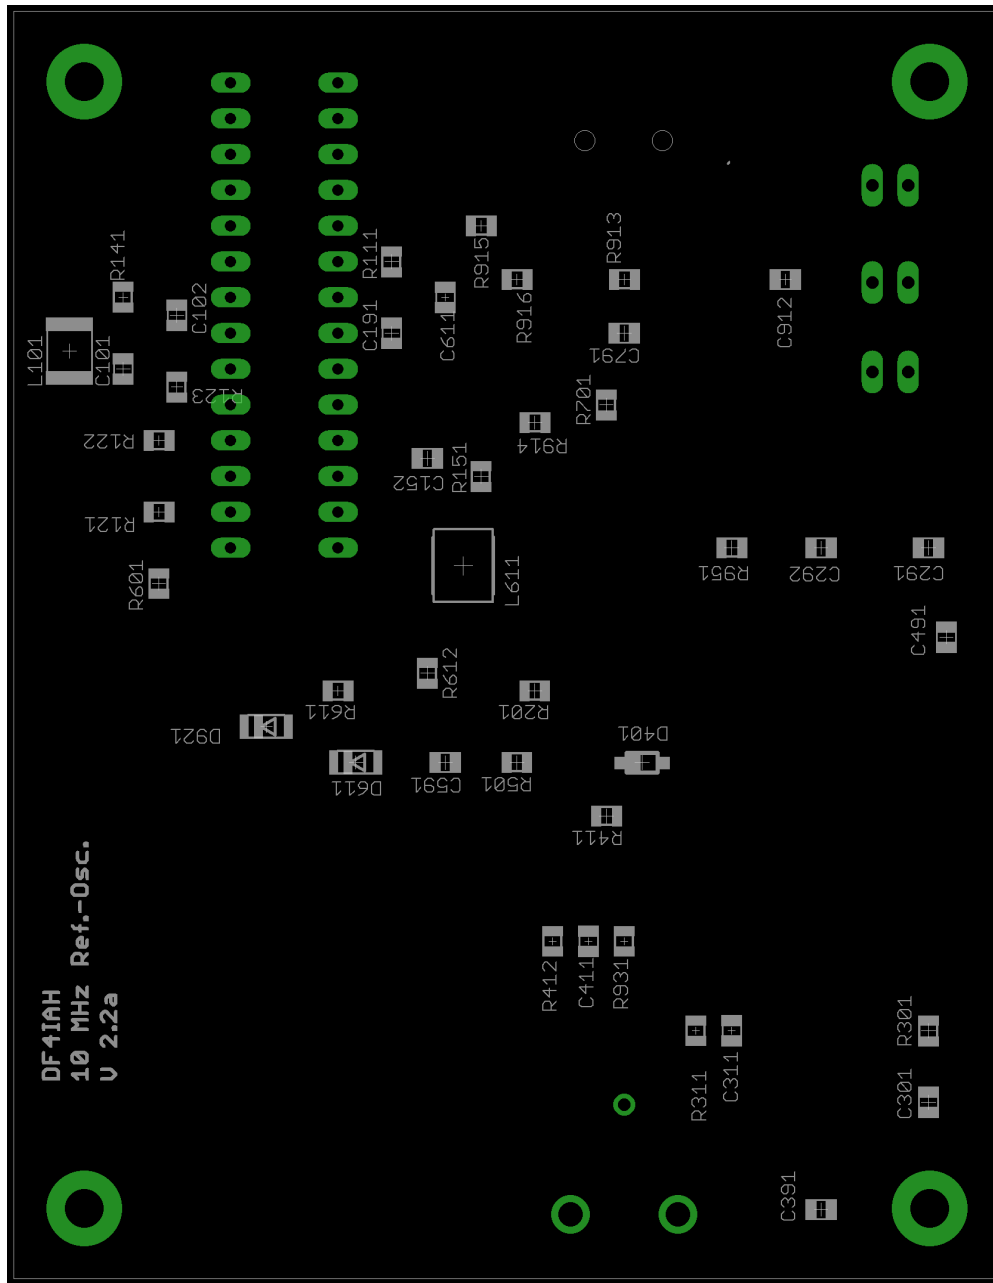 R141
R111
R915
R913
C102
R916
C912
C611
C191
L101
C101
C791
R123
R701
R122
R914
R151
C152
R121
R601
L611
R951
C292
C291
C491
R612
R611
R201
D921
D401
D611
C591
R501
R411
DF4IAH
10 MHz Ref.-Osc.
V 2.2a
R412
C411
R931
R301
R311
C311
C301
C391